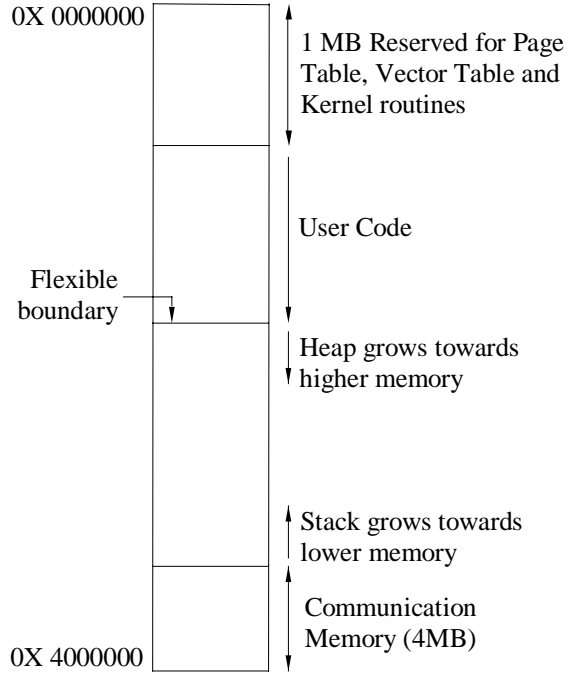 0X 0000000
1 MB Reserved for Page
Table, Vector Table and
Kernel routines
User Code
Flexible
boundary
Heap grows towards
higher memory
Stack grows towards
lower memory
Communication
Memory (4MB)
0X 4000000